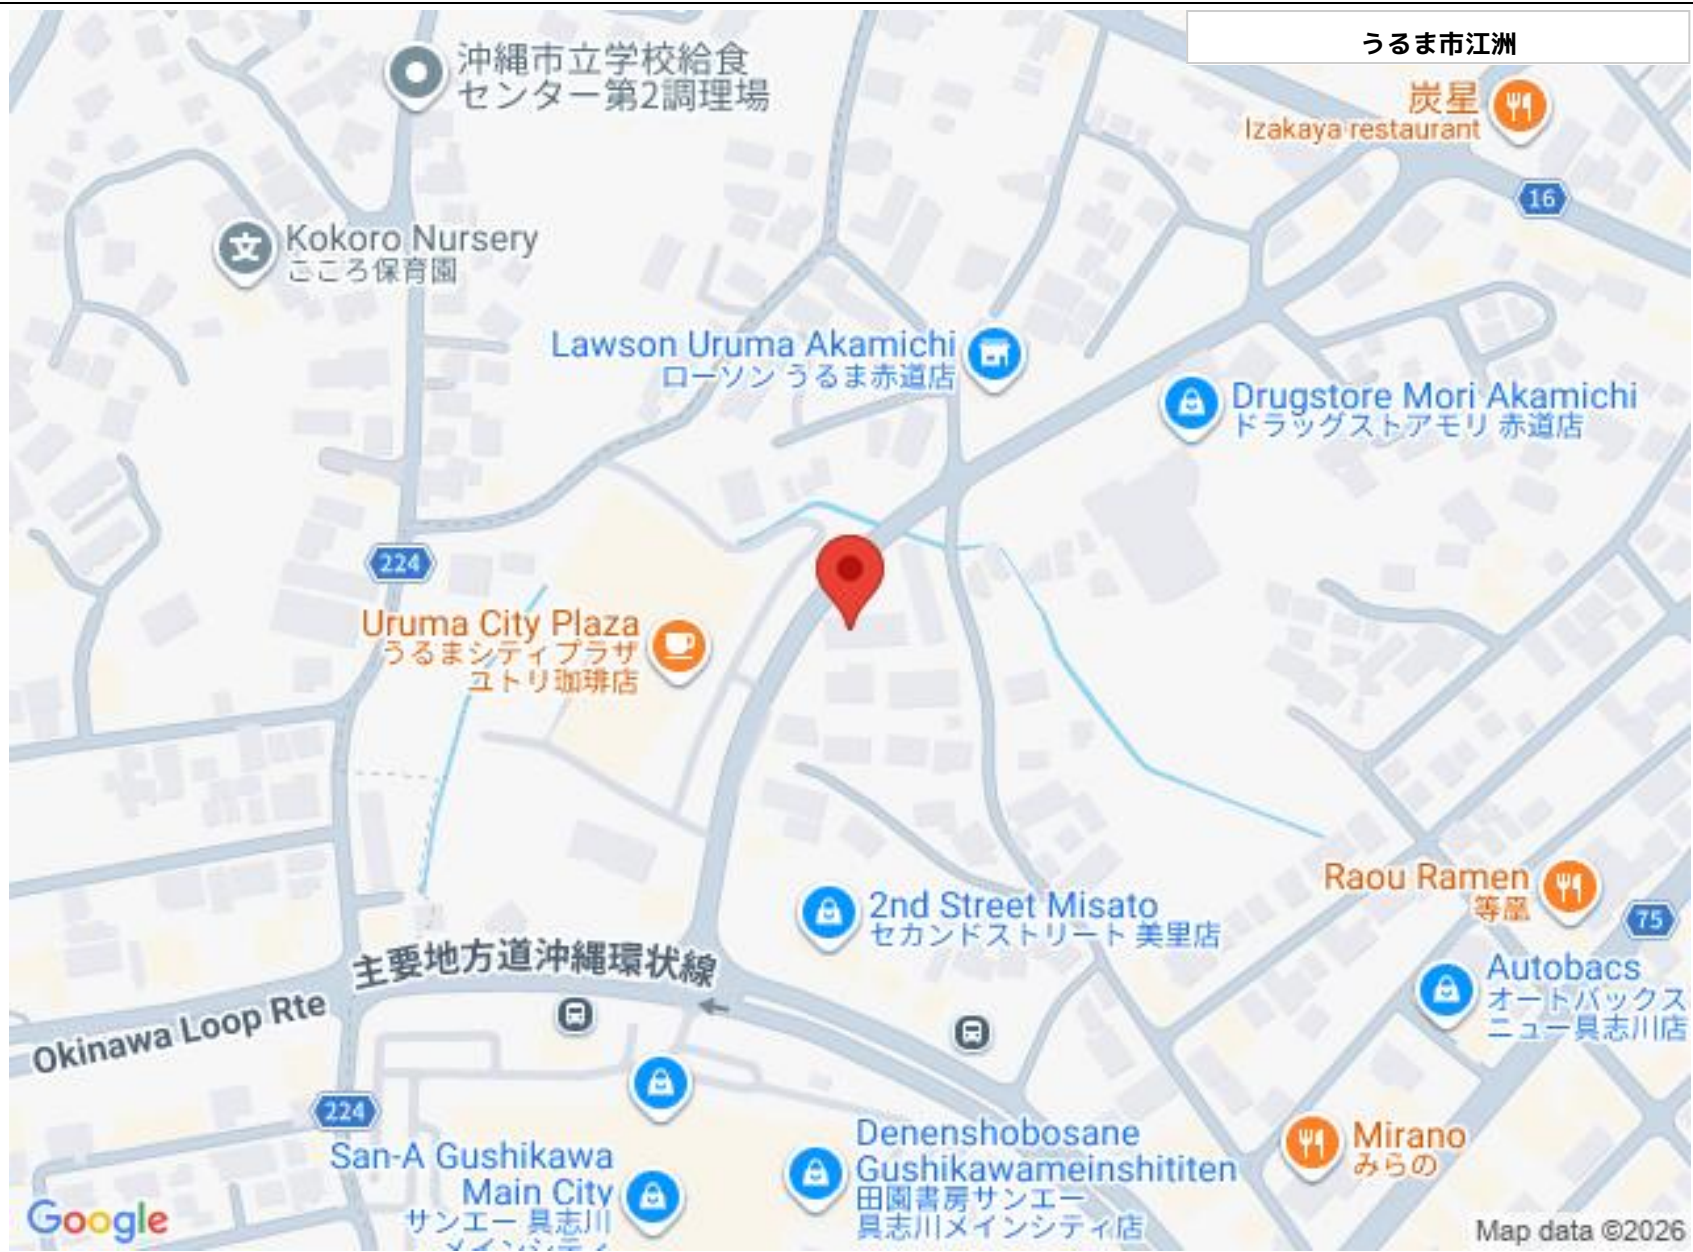 うるま市江洲
沖縄市立学校給食
センター第2調理場
炭星
Izakaya restaurant
16
Kokoro Nursery
こころ保育園
Lawson Uruma Akamichi
ローソン うるま赤道店
Drugstore Mori Akamichi
ドラッグストアモリ 赤道店
224
Uruma City Plaza
うるまシティプラザ
ユトリ珈琲店
Raou Ramen
等凰
75
2nd Street Misato
セカンドストリート 美里店
主要地方道沖縄環状線
Okinawa Loop Rte
Autobacs
オートバックス
ニュー具志川店
224
San-A Gushikawa
Main City
サンエー 具志川
メインシティ
Denenshobosane
Gushikawameinshititen
田園書房サンエー
具志川メインシティ店
Mirano
みらの
Google
Map data ©2026